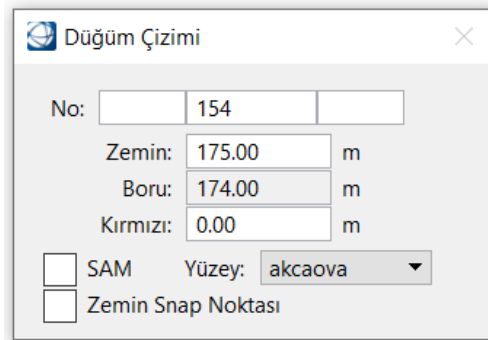 Düğüm Çizimi
No: 154
Zemin: 175.00 m
Boru: 174.00 m
Kırmızı: 0.00 m
SAM Yüzey: akcaova
Zemin Snap Noktası